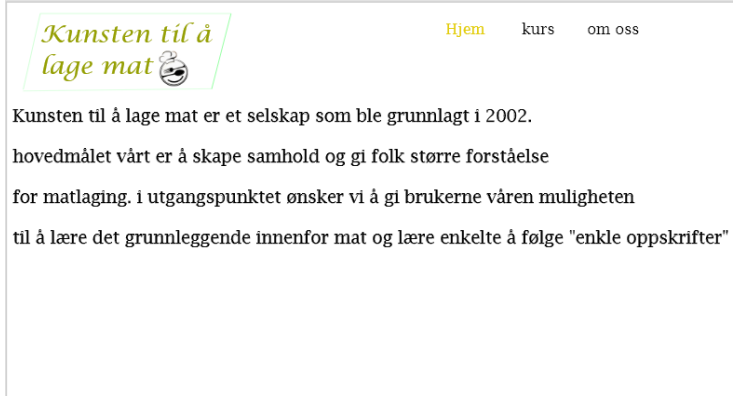 Kunsten til å
lage mat
Hjem kurs om oss
Kunsten til å lage mat er et selskap som ble grunnlagt i 2002.
hovedmålet vårt er å skape samhold og gi folk større forståelse
for matlaging. i utgangspunktet ønsker vi å gi brukerne våren muligheten
til å lære det grunnleggende innenfor mat og lære enkelte å følge "enkle oppskrifter"